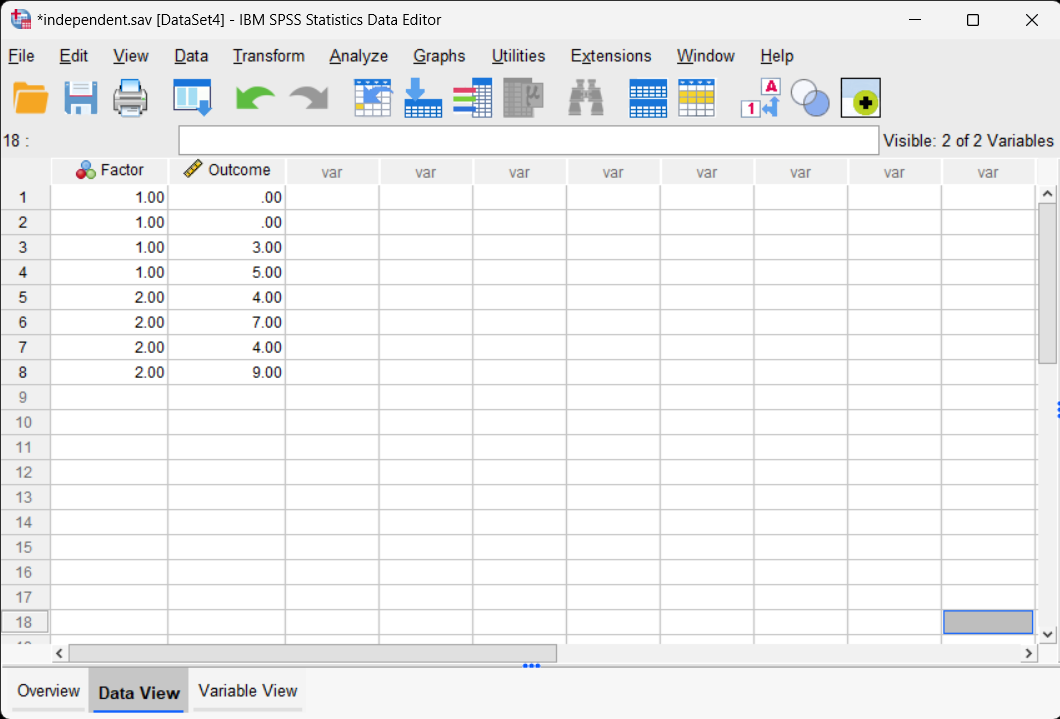 *independent.sav [DataSet4] - IBM SPSS Statistics Data Editor
File Edit View Data Transform Analyze Graphs Utilities Extensions Window Help
A
1
µ
18 : Visible: 2 of 2 Variables
Factor Outcome var var var var var var var var
1 1.00 .00
2 1.00 .00
3 1.00 3.00
4 1.00 5.00
5 2.00 4.00
6 2.00 7.00
7 2.00 4.00
8 2.00 9.00
9
10
11
12
13
14
15
16
17
18
Overview Data View Variable View